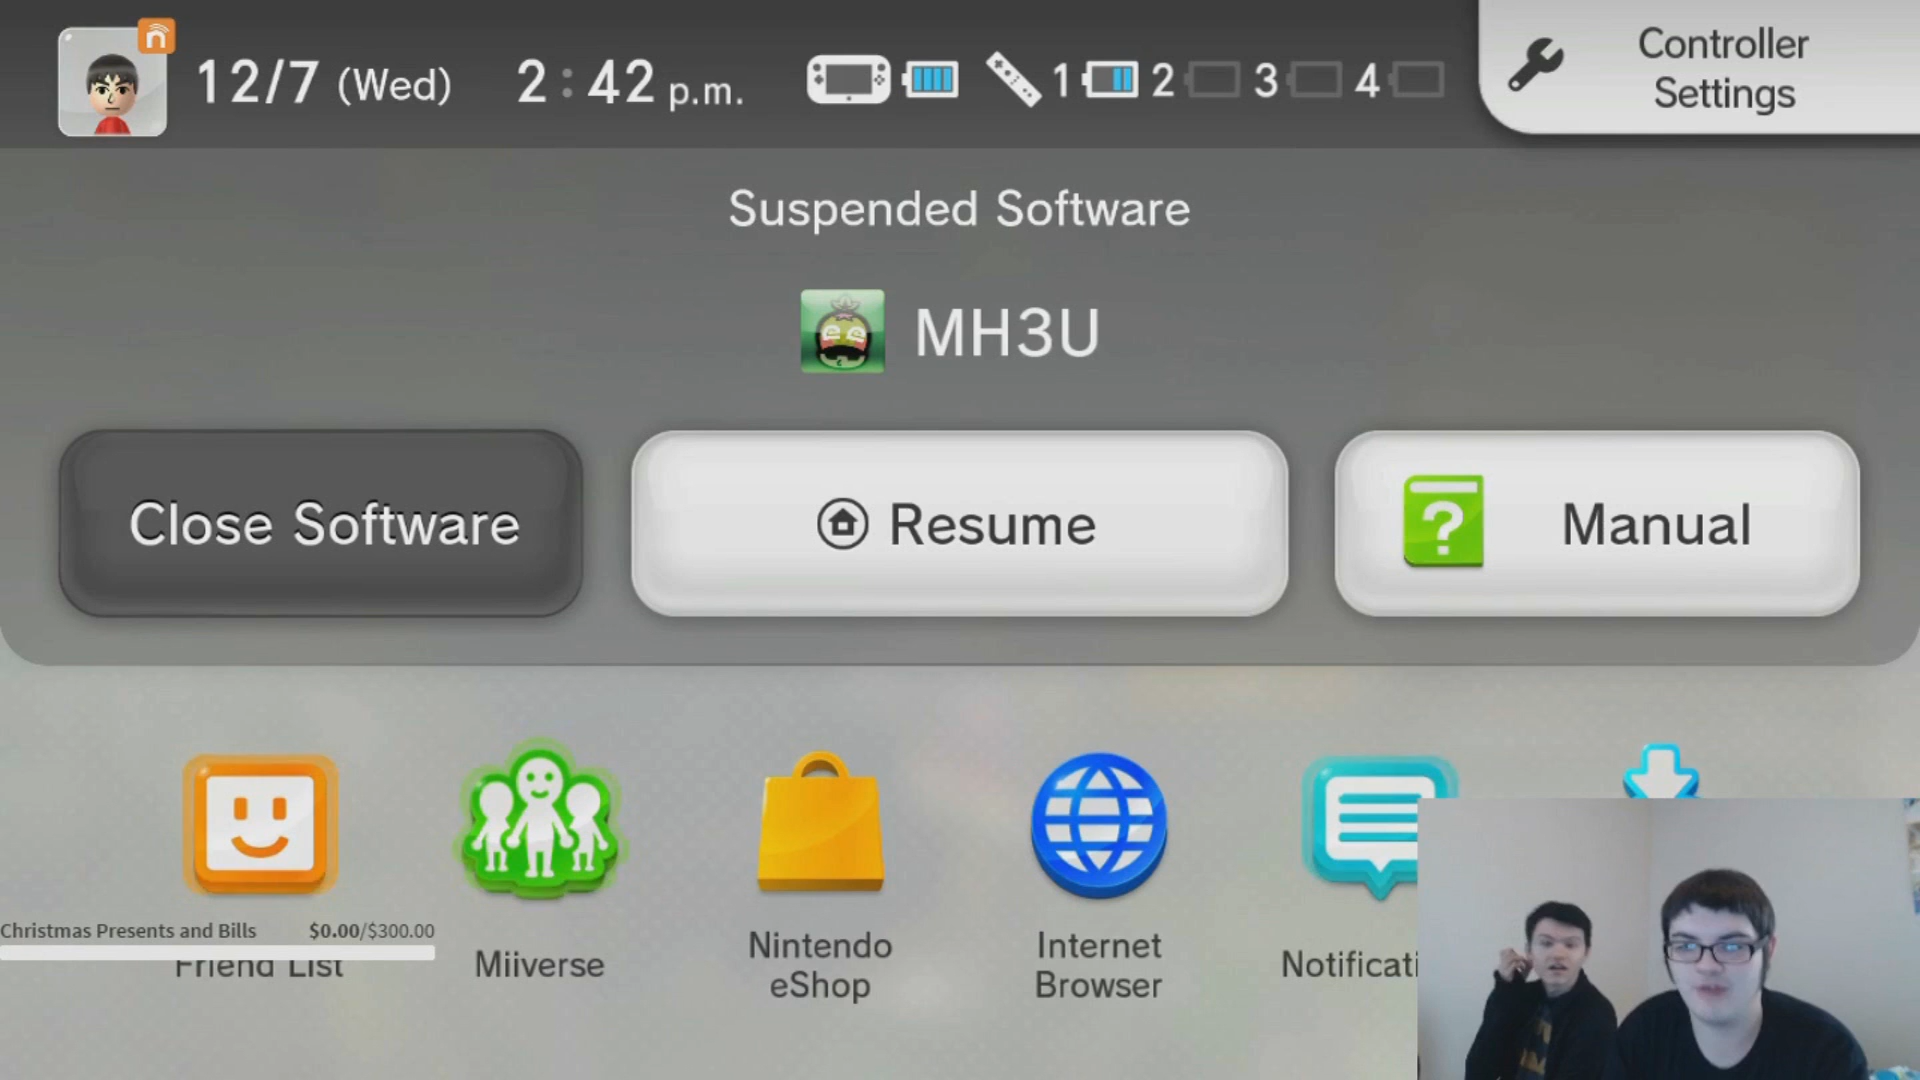 12/7 (Wed) 2:42 p.m. 1 2 3 4
Controller
Settings
Suspended Software
MH3U
Close Software
Resume
? Manual
Christmas Presents and Bills $0.00/$300.00
Friend List
Miiverse
Nintendo
eShop
Internet
Browser
Notificati